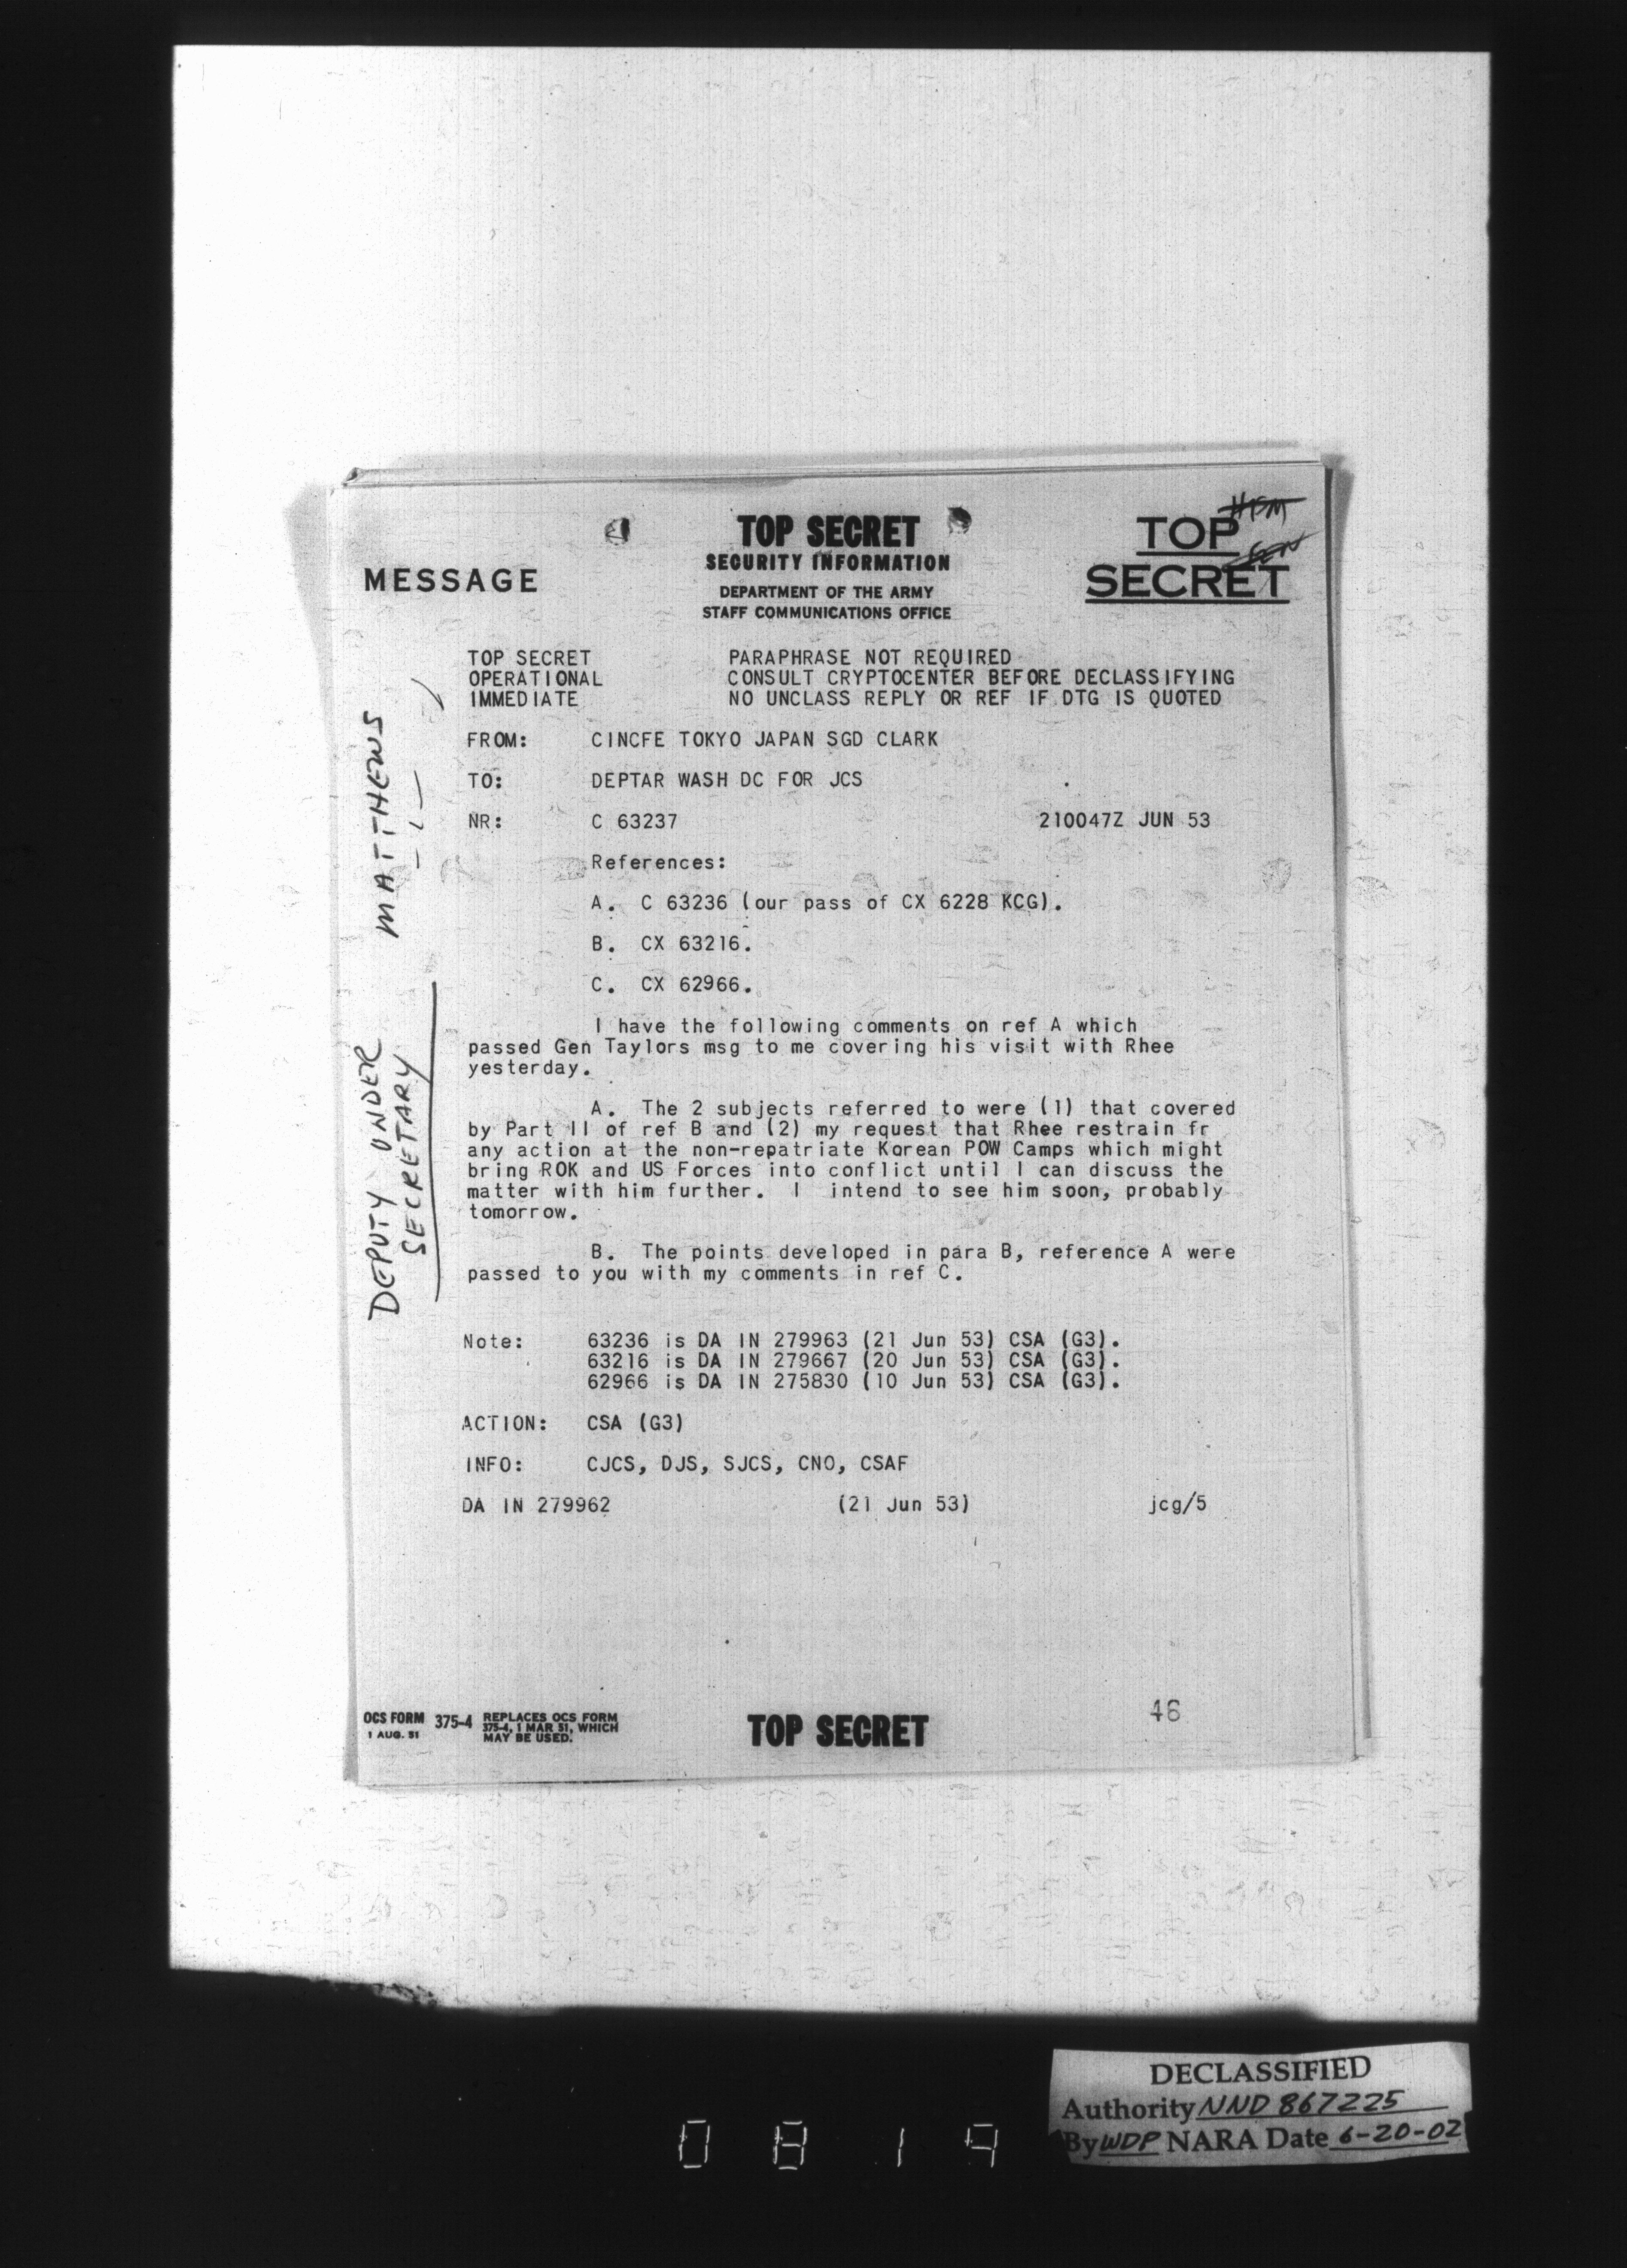 TOP SECRET
SECURITY INFORMATION
DEPARTMENT OF THE ARMY
STAFF COMMUNICATIONS OFFICE
MESSAGE
TOP
SECRET
TOP SECRET PARAPHRASE NOT REQUIRED
OPERATIONAL CONSULT CRYPTOCENTER BEFORE DECLASSIFYING
IMMEDIATE NO UNCLASS REPLY OR REF IF DTG IS QUOTED
FROM: CINCFE TOKYO JAPAN SGD CLARK
TO: DEPTAR WASH DC FOR JCS
NR: C 63237 210047Z JUN 53
References:
A. C 63236 (our pass of CX 6228 KCG).
B. CX 63216.
C. CX 62966.
I have the following comments on ref A which
passed Gen Taylors msg to me covering his visit with Rhee
yesterday.
A. The 2 subjects referred to were (1) that covered
by Part II of ref B and (2) my request that Rhee restrain fr
any action at the non-repatriate Korean POW Camps which might
bring ROK and US Forces into conflict until I can discuss the
matter with him further. I intend to see him soon, probably
tomorrow.
B. The points developed in para B, reference A were
passed to you with my comments in ref C.
Note: 63236 is DA IN 279963 (21 Jun 53) CSA (G3).
63216 is DA IN 279667 (20 Jun 53) CSA (G3).
62966 is DA IN 275830 (10 Jun 53) CSA (G3).
ACTION: CSA (G3)
INFO: CJCS, DJS, SJCS, CNO, CSAF
DA IN 279962 (21 Jun 53) jcg/5
DEPUTY UNDER
SECRETARY
MATTHEWS
OCS FORM 375-4 REPLACES OCS FORM
1 AUG. 51 375-4, 1 MAR 51, WHICH
MAY BE USED.
TOP SECRET
46
0819
DECLASSIFIED
Authority NND 867225
By WDP NARA Date 6-20-02